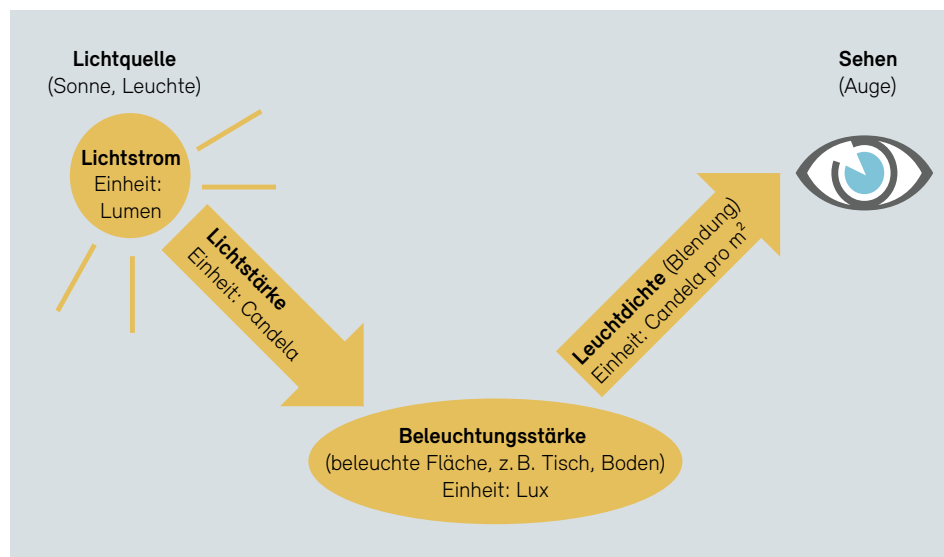 Lichtquelle
(Sonne, Leuchte)
Lichtstrom
Einheit:
Lumen
Lichtstärke
Einheit: Candela
Beleuchtungsstärke
(beleuchte Fläche, z. B. Tisch, Boden)
Einheit: Lux
Leuchtdichte (Blendung)
Einheit: Candela pro m²
Sehen
(Auge)